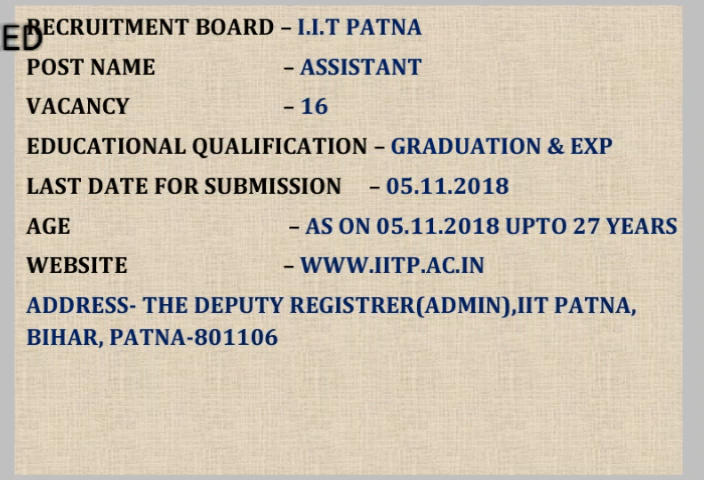 ED
RECRUITMENT BOARD – I.I.T PATNA
POST NAME – ASSISTANT
VACANCY – 16
EDUCATIONAL QUALIFICATION – GRADUATION & EXP
LAST DATE FOR SUBMISSION – 05.11.2018
AGE – AS ON 05.11.2018 UPTO 27 YEARS
WEBSITE – WWW.IITP.AC.IN
ADDRESS- THE DEPUTY REGISTRER(ADMIN),IIT PATNA,
BIHAR, PATNA-801106